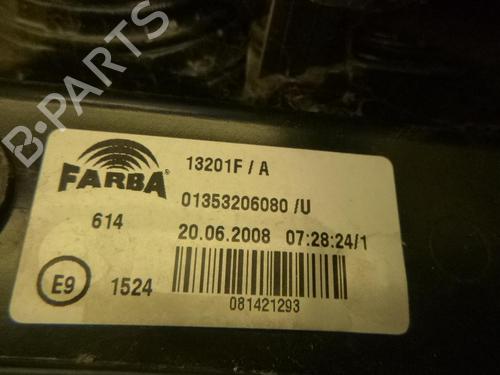 B-PARTS
FARBA
13201F / A
01353206080 /U
614
20.06.2008 07:28:24/1
E9
1524
081421293